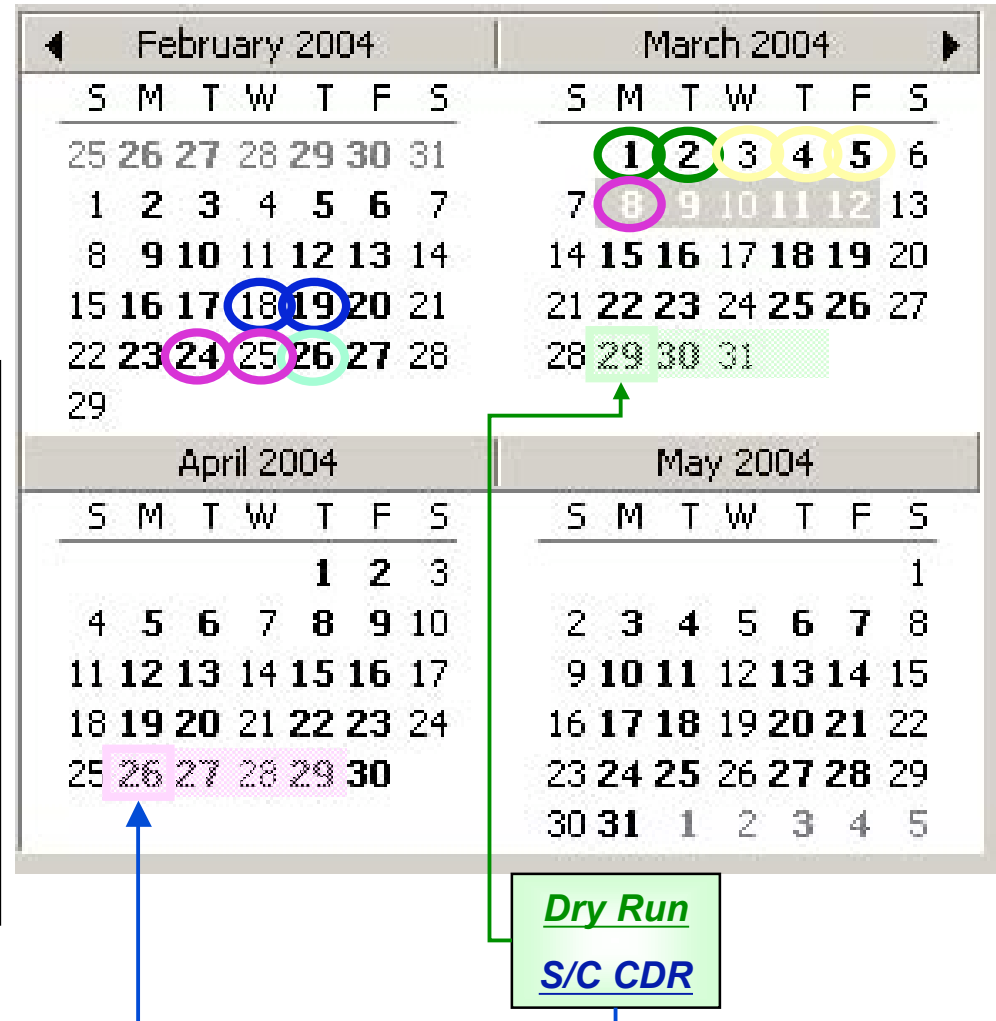 February 2004
S M T W T F S
25 26 27 28 29 30 31
1 2 3 4 5 6 7
8 9 10 11 12 13 14
15 16 17 18 19 20 21
22 23 24 25 26 27 28
29
March 2004
S M T W T F S
1 2 3 4 5 6
7 8 9 10 11 12 13
14 15 16 17 18 19 20
21 22 23 24 25 26 27
28 29 30 31
April 2004
S M T W T F S
1 2 3
4 5 6 7 8 9 10
11 12 13 14 15 16 17
18 19 20 21 22 23 24
25 26 27 28 29 30
May 2004
S M T W T F S
1
2 3 4 5 6 7 8
9 10 11 12 13 14 15
16 17 18 19 20 21 22
23 24 25 26 27 28 29
30 31 1 2 3 4 5
Dry Run
S/C CDR